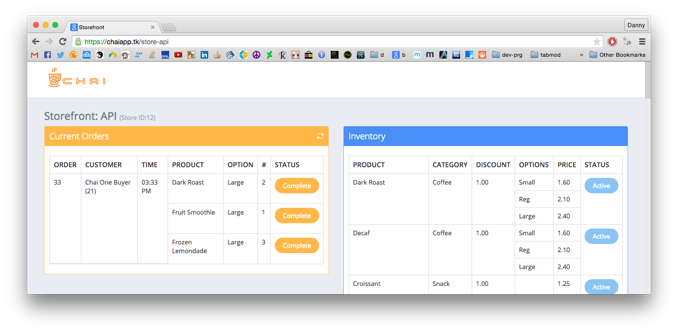 Storefront
Danny
https://chaiapp.tk/store-api
d
b
dev-prg
tabmod
»
Other Bookmarks
CHAI
Storefront: API (Store ID:12)
Current Orders
ORDER CUSTOMER TIME PRODUCT OPTION # STATUS
33 Chai One Buyer (21) 03:33 PM Dark Roast Large 2 Complete
Fruit Smoothie Large 1 Complete
Frozen Lemondade Large 3 Complete
Inventory
PRODUCT CATEGORY DISCOUNT OPTIONS PRICE STATUS
Dark Roast Coffee 1.00 Small 1.60 Active
Reg 2.10
Large 2.40
Decaf Coffee 1.00 Small 1.60 Active
Reg 2.10
Large 2.40
Croissant Snack 1.00 1.25 Active